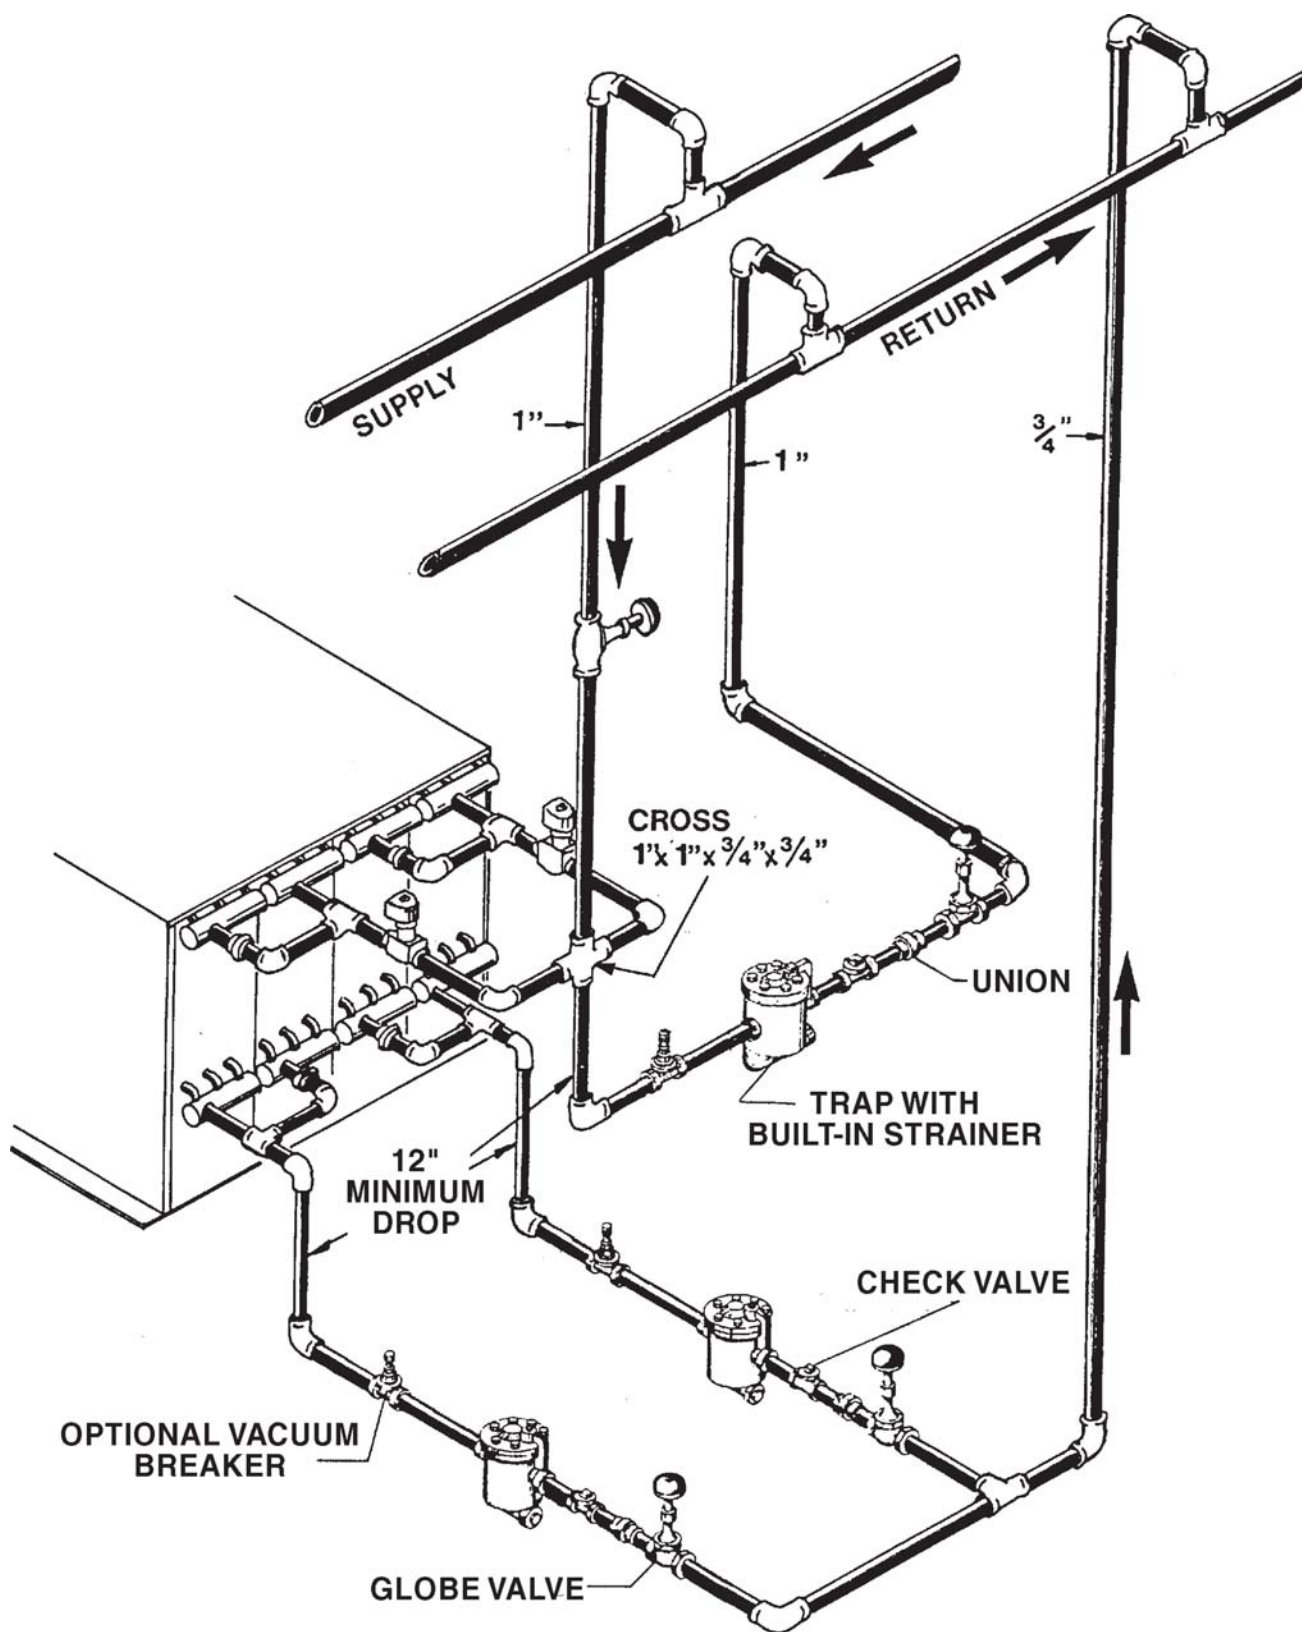 SUPPLY
RETURN
1”
1”
3/4”
CROSS
1”x 1”x 3/4”x 3/4”
UNION
TRAP WITH
BUILT-IN STRAINER
12"
MINIMUM
DROP
CHECK VALVE
OPTIONAL VACUUM
BREAKER
GLOBE VALVE